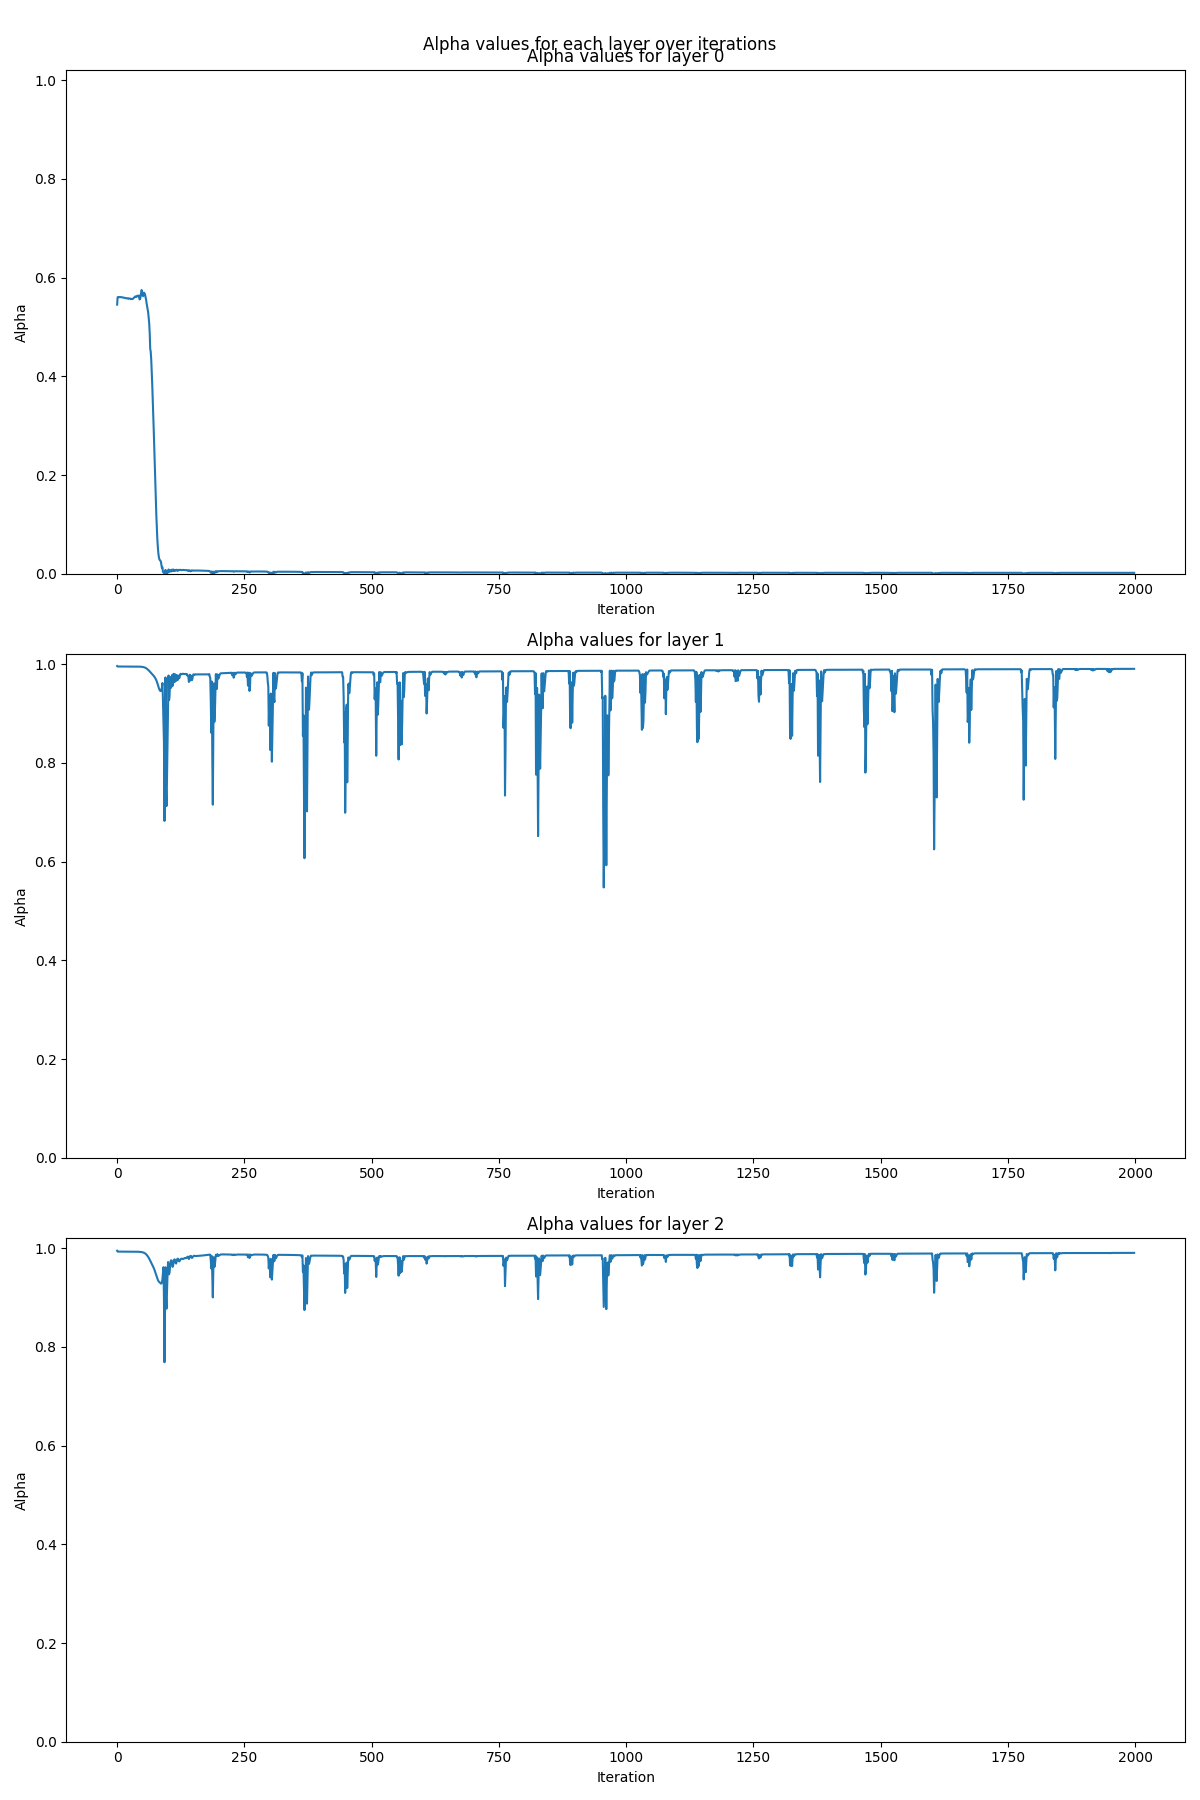 Alpha values for each layer over iterations
Alpha values for layer 0
1.0
0.8
0.6
0.4
0.2
0.0
Alpha
0 250 500 750 1000 1250 1500 1750 2000
Iteration
Alpha values for layer 1
1.0
0.8
0.6
0.4
0.2
0.0
Alpha
0 250 500 750 1000 1250 1500 1750 2000
Iteration
Alpha values for layer 2
1.0
0.8
0.6
0.4
0.2
0.0
Alpha
0 250 500 750 1000 1250 1500 1750 2000
Iteration